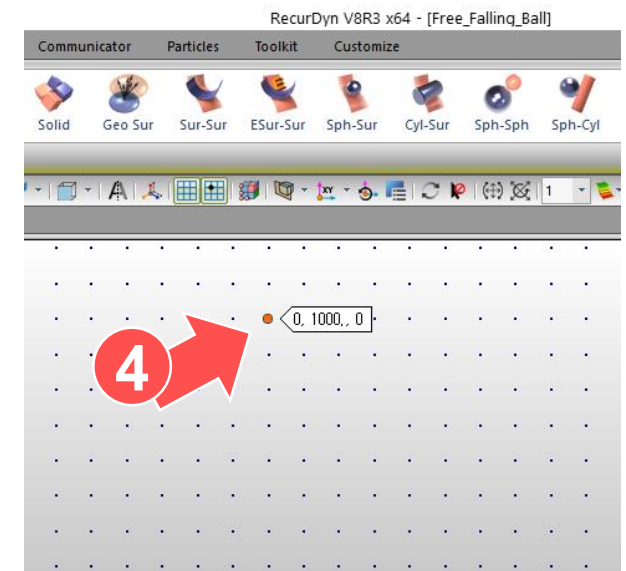 RecurDyn V8R3 x64 - [Free_Falling_Ball]
Communicator Particles Toolkit Customize
Solid Geo Sur Sur-Sur ESur-Sur Sph-Sur Cyl-Sur Sph-Sph Sph-Cyl
XY 1
0, 1000,, 0
4